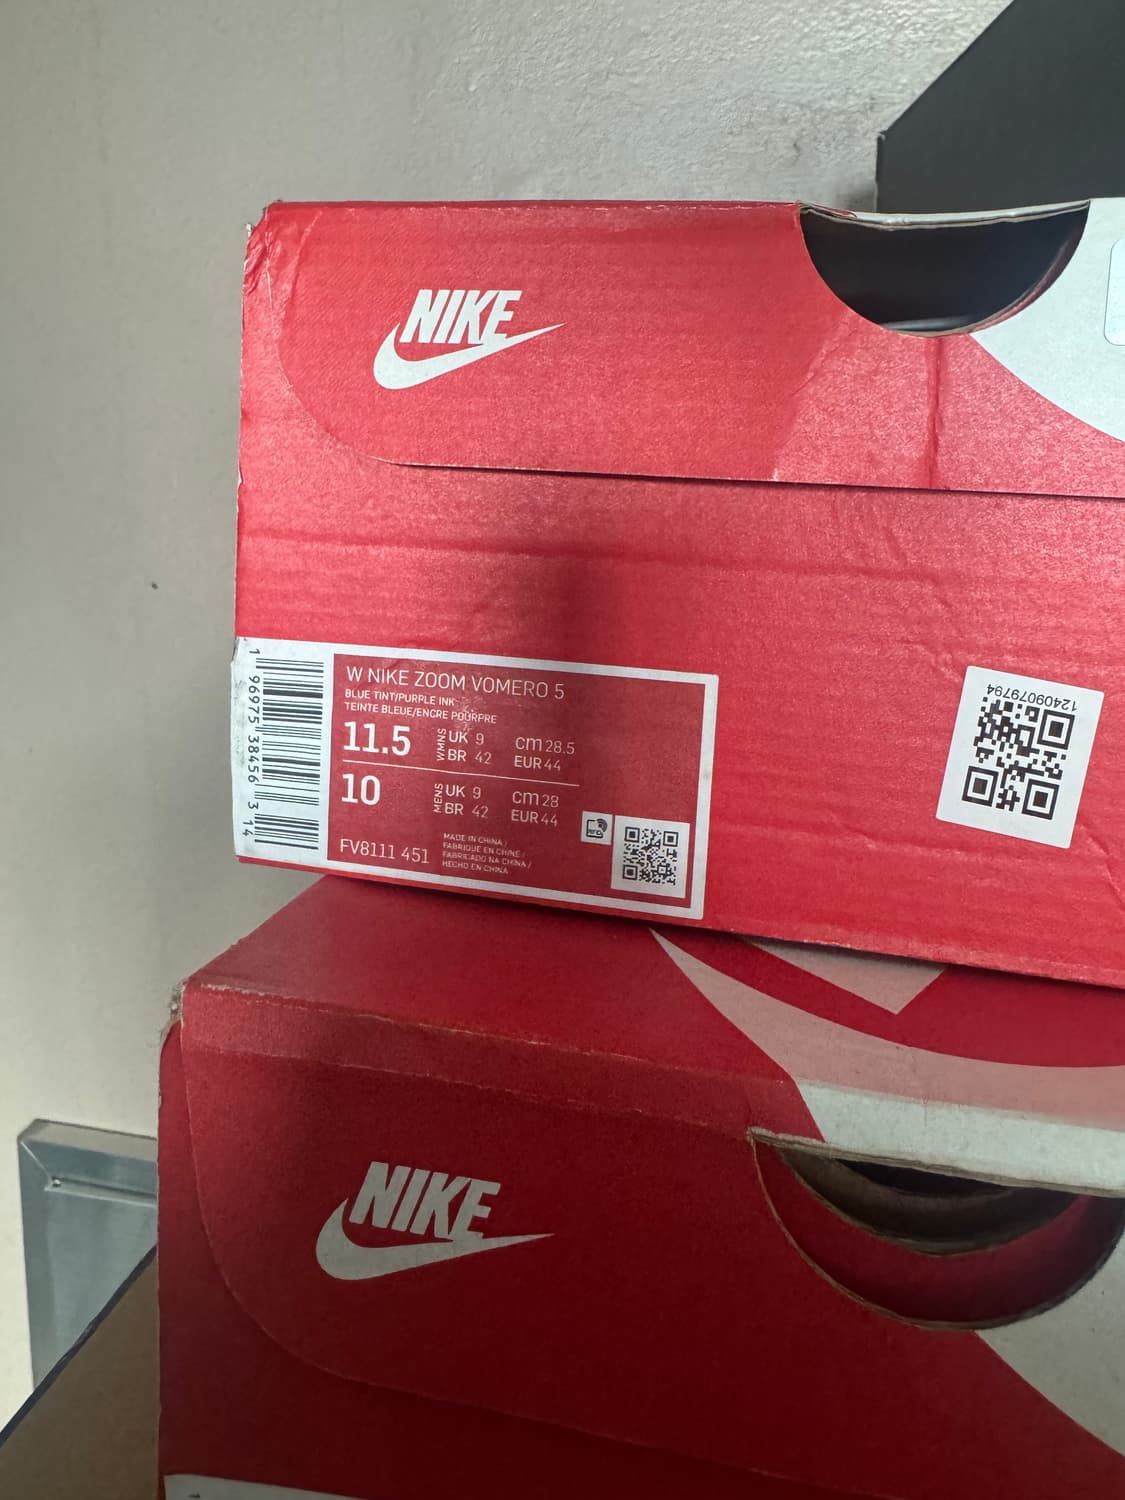 NIKE
W NIKE ZOOM VOMERO 5
BLUE TINT/PURPLE INK
TEINTE BLEUE/ENCRE POURPRE
11.5 WMNS UK 9 cm 28.5
BR 42 EUR 44
10 MENS UK 9 cm 28
BR 42 EUR 44
FV8111 451
MADE IN CHINA /
FABRIQUE EN CHINE /
FABRICADO NA CHINA /
HECHO EN CHINA
RFID
1 96975 38456 3 14
12409079794
NIKE